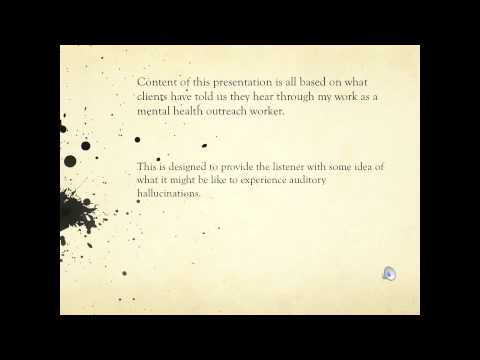 Content of this presentation is all based on what
clients have told us they hear through my work as a
mental health outreach worker.
This is designed to provide the listener with some idea of
what it might be like to experience auditory
hallucinations.